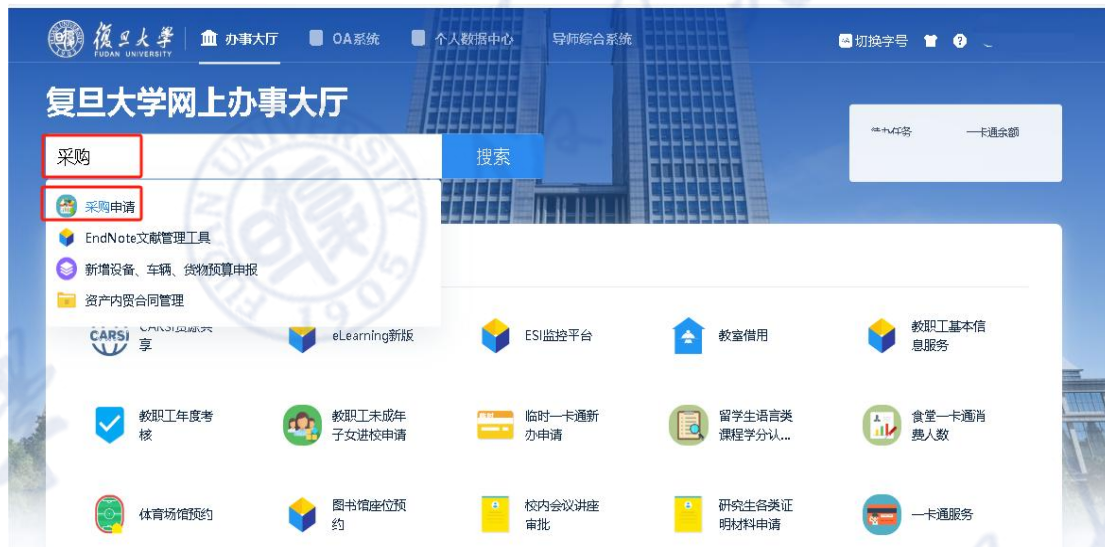 復旦大學
FUDAN UNIVERSITY
办事大厅
OA系统
个人数据中心
导师综合系统
切换字号
复旦大学网上办事大厅
一卡通余额
采购
搜索
采购申请
EndNote文献管理工具
新增设备、车辆、货物预算申报
资产内贸合同管理
CARSI
享
eLearning新版
ESI监控平台
教室借用
教职工基本信
息服务
教职工年度考
核
教职工未成年
子女进校申请
临时一卡通新
办申请
留学生语言类
课程学分认...
食堂一卡通消
费人数
体育场馆预约
图书馆座位预
约
校内会议讲座
审批
研究生各类证
明材料申请
一卡通服务